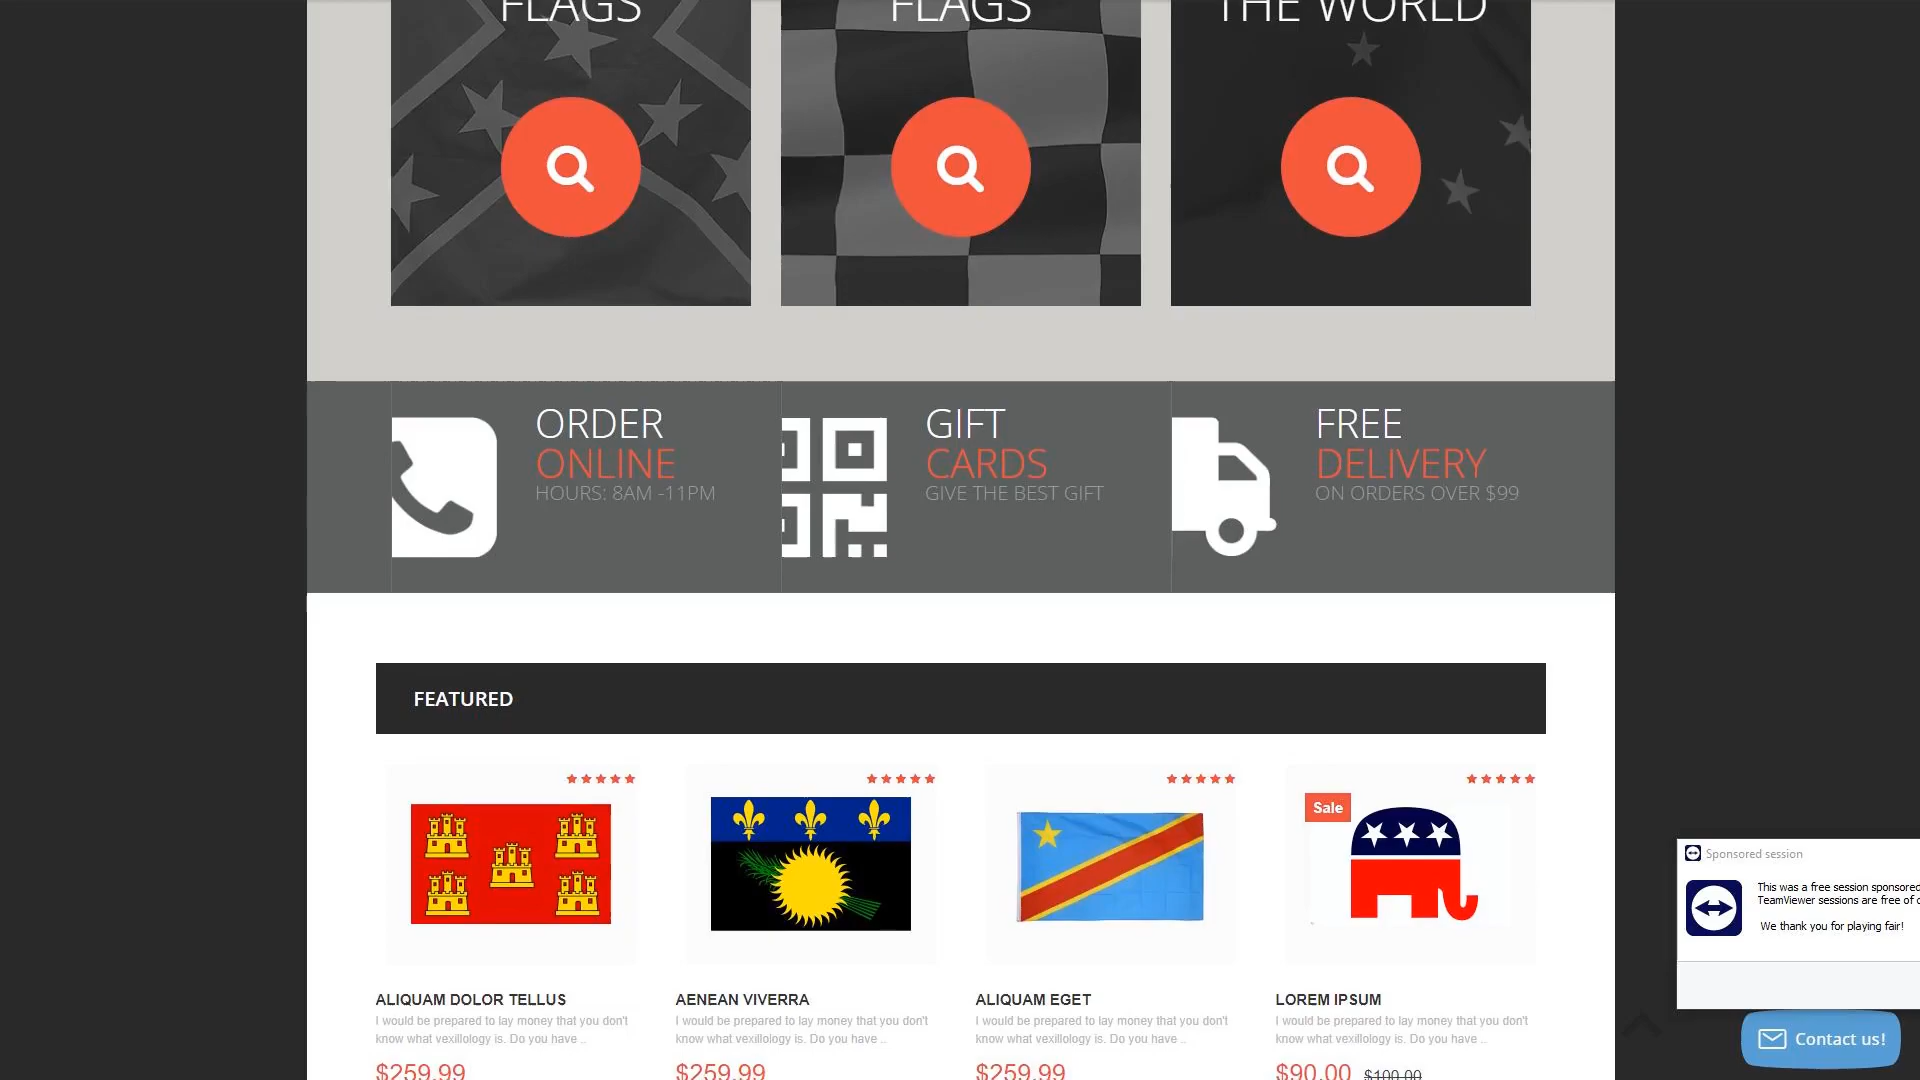 FLAGS
FLAGS
THE WORLD
ORDER
ONLINE
HOURS: 8AM -11PM
GIFT
CARDS
GIVE THE BEST GIFT
FREE
DELIVERY
ON ORDERS OVER $99
FEATURED
Sale
ALIQUAM DOLOR TELLUS
I would be prepared to lay money that you don't
know what vexillology is. Do you have ..
$259.99
AENEAN VIVERRA
I would be prepared to lay money that you don't
know what vexillology is. Do you have ..
$259.99
ALIQUAM EGET
I would be prepared to lay money that you don't
know what vexillology is. Do you have ..
$259.99
LOREM IPSUM
I would be prepared to lay money that you don't
know what vexillology is. Do you have ..
$90.00 $100.00
Sponsored session
This was a free session sponsored
TeamViewer sessions are free of
We thank you for playing fair!
Contact us!